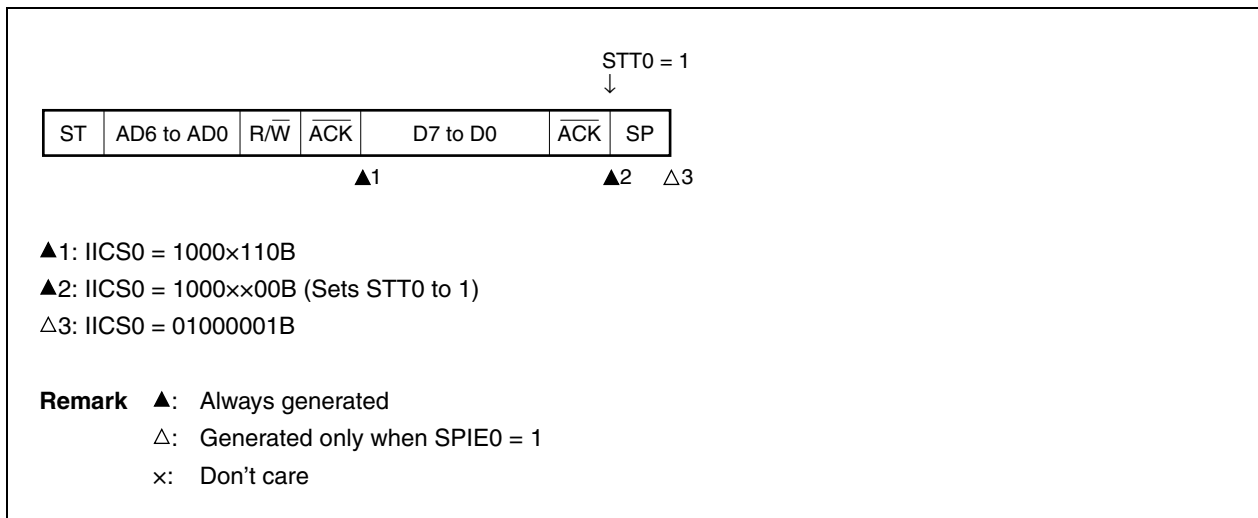 STT0 = 1
↓
ST AD6 to AD0 R/W̅ A̅C̅K̅ D7 to D0 A̅C̅K̅ SP
▲1 ▲2 △3
▲1: IICS0 = 1000×110B
▲2: IICS0 = 1000××00B (Sets STT0 to 1)
△3: IICS0 = 01000001B
Remark ▲: Always generated
△: Generated only when SPIE0 = 1
×: Don't care